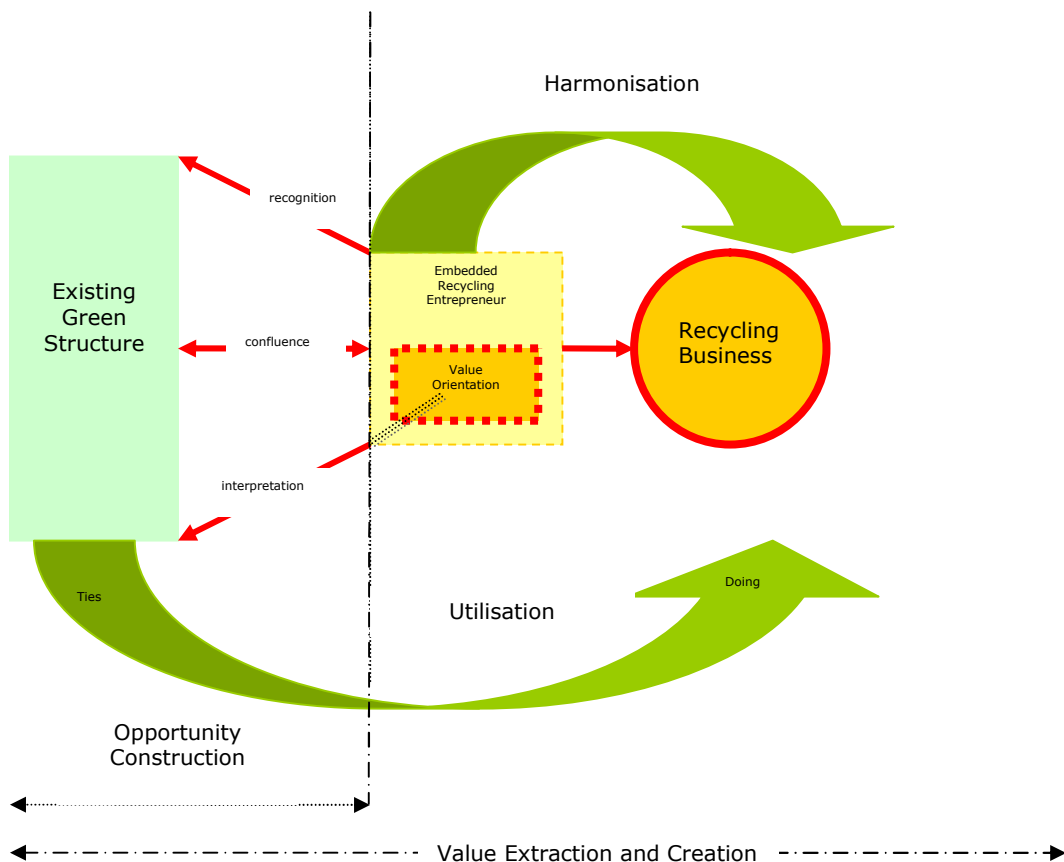 Harmonisation
recognition
Existing
Green
Structure
Embedded
Recycling
Entrepreneur
confluence
Recycling
Business
Value
Orientation
interpretation
Ties
Utilisation
Doing
Opportunity
Construction
Value Extraction and Creation